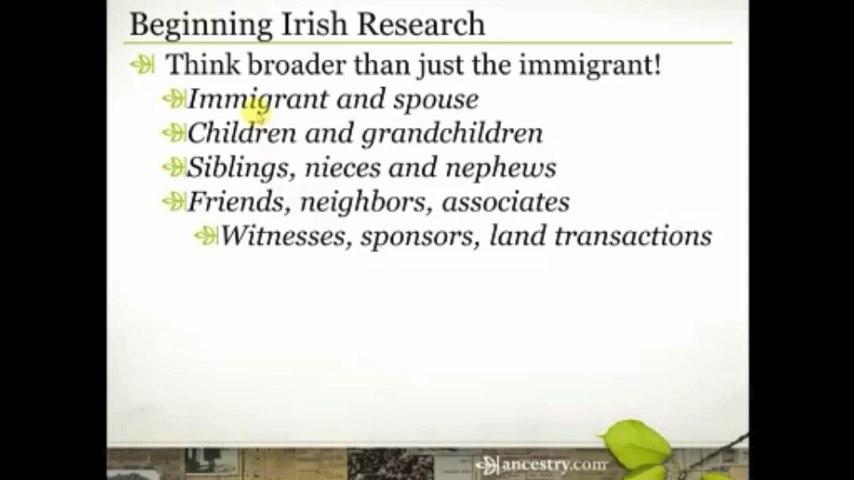 Beginning Irish Research
Think broader than just the immigrant!
Immigrant and spouse
Children and grandchildren
Siblings, nieces and nephews
Friends, neighbors, associates
Witnesses, sponsors, land transactions
ancestry.com